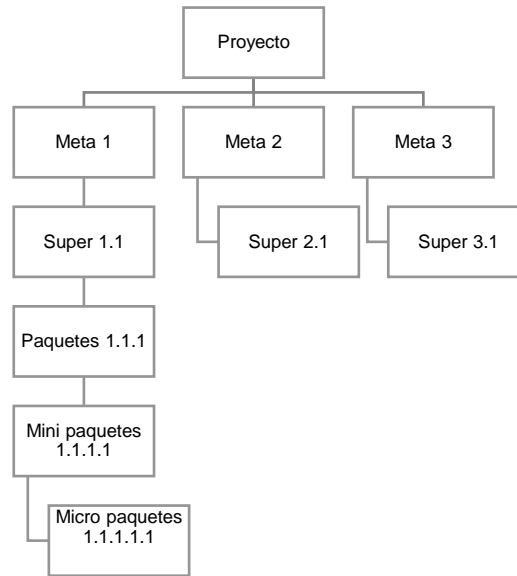 Proyecto
Meta 1
Meta 2
Meta 3
Super 1.1
Super 2.1
Super 3.1
Paquetes 1.1.1
Mini paquetes
1.1.1.1
Micro paquetes
1.1.1.1.1